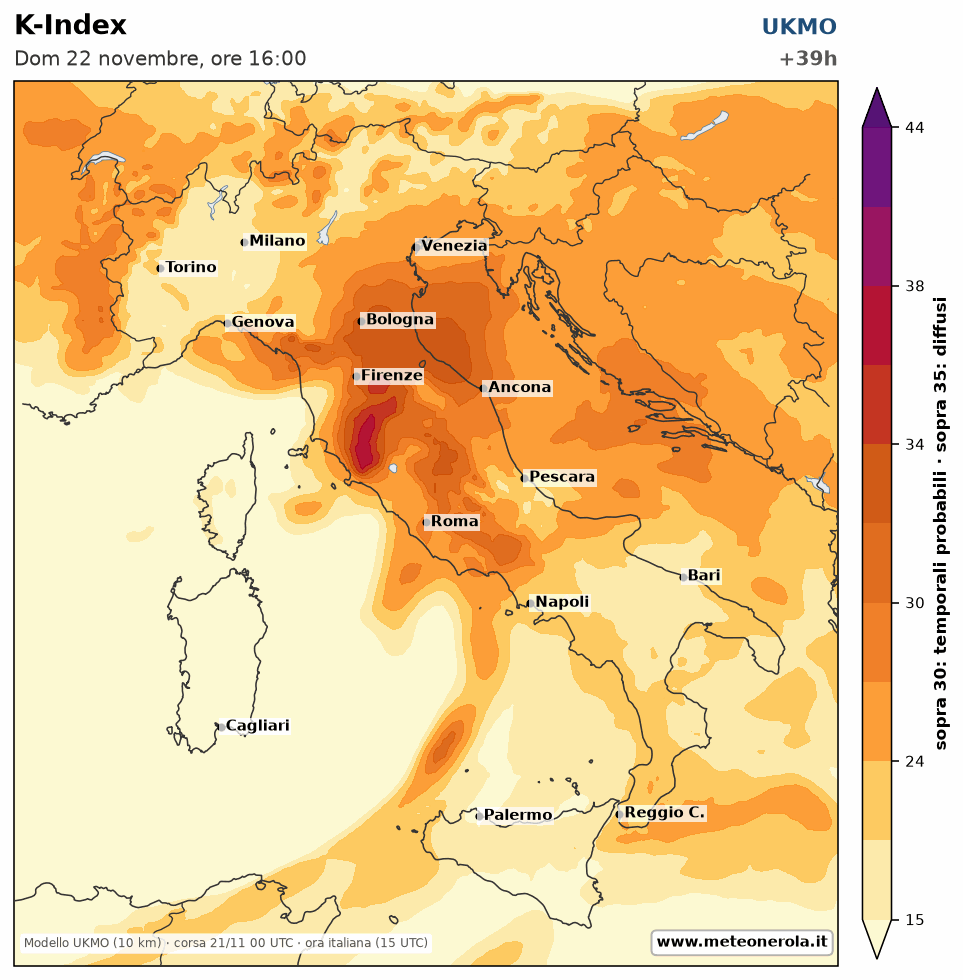 K-Index
UKMO
Dom 22 novembre, ore 16:00
+39h
44
38
34
30
24
15
sopra 30: temporali probabili · sopra 35: diffusi
Milano
Venezia
Torino
Genova
Bologna
Firenze
Ancona
Pescara
Roma
Bari
Napoli
Cagliari
Palermo
Reggio C.
Modello UKMO (10 km) · corsa 21/11 00 UTC · ora italiana (15 UTC)
www.meteonerola.it